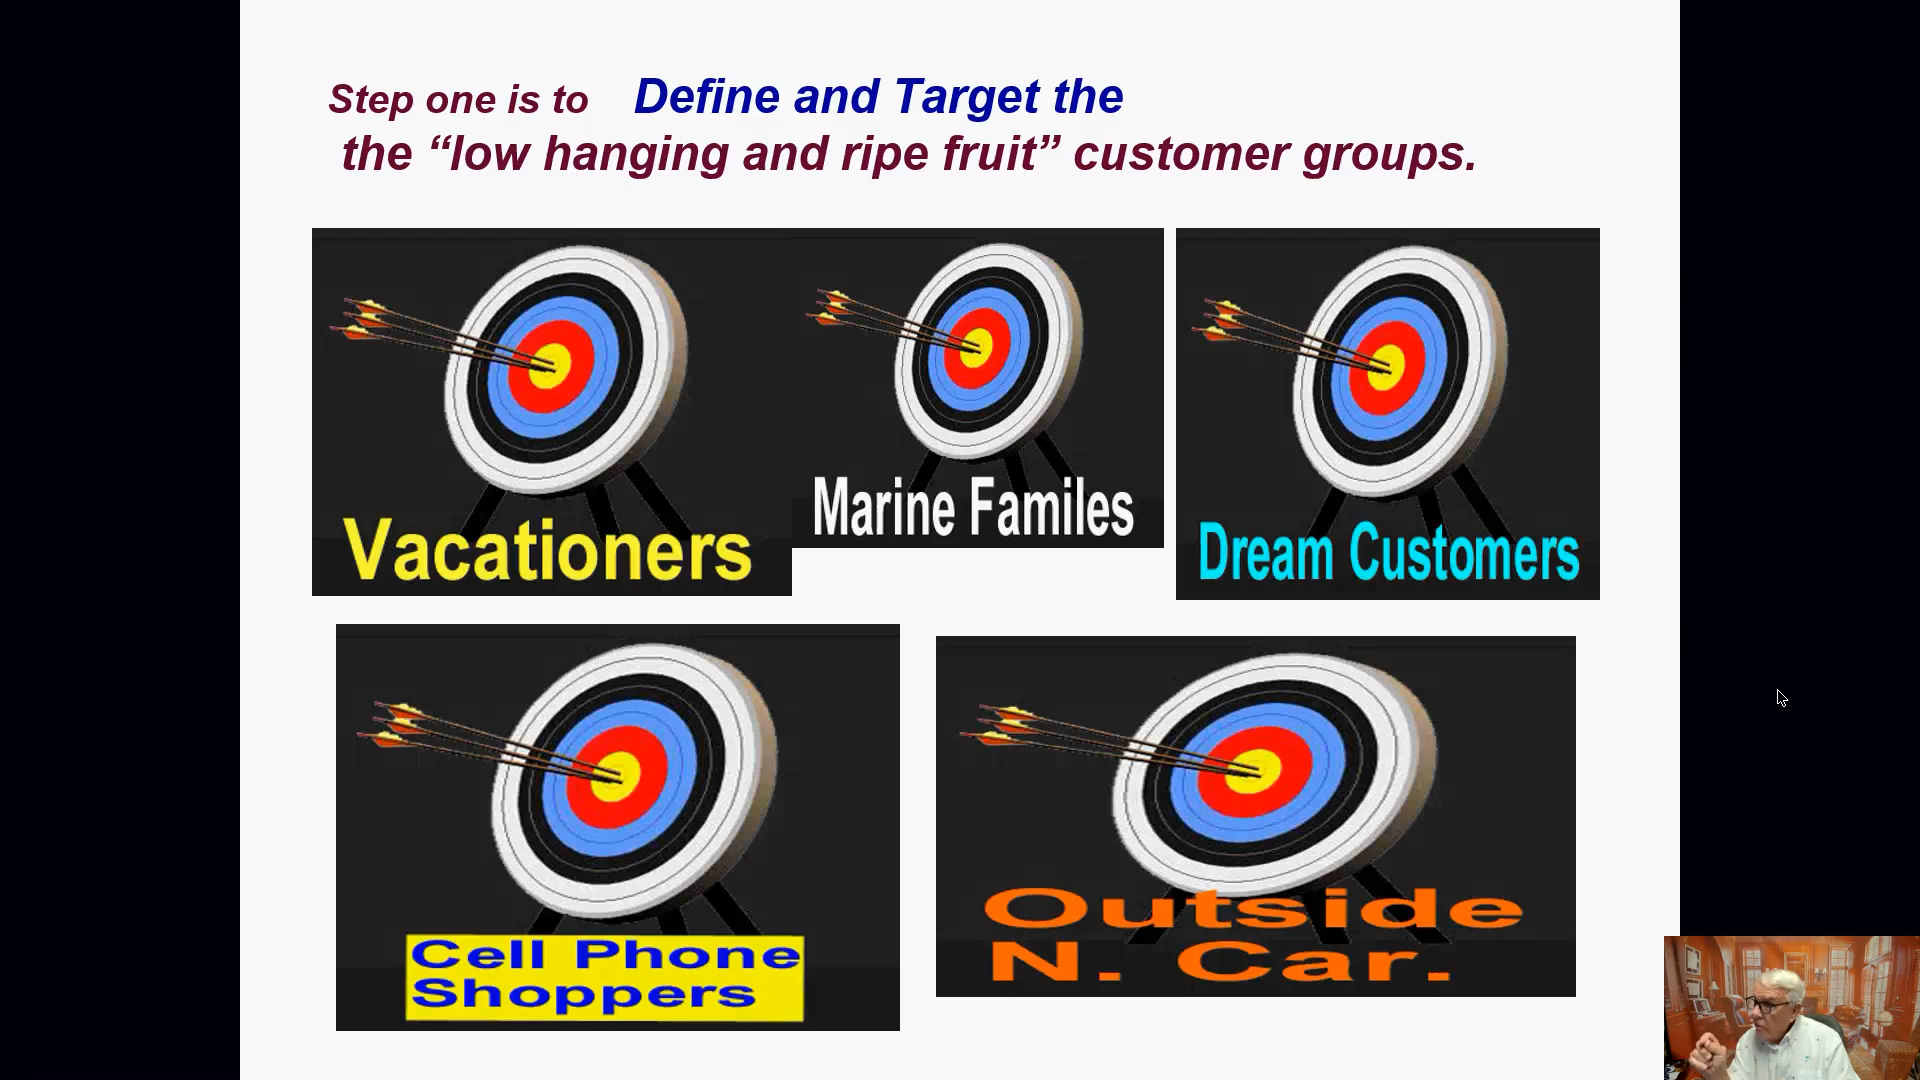 Step one is to Define and Target the
the “low hanging and ripe fruit” customer groups.
Vacationers
Marine Familes
Dream Customers
Cell Phone
Shoppers
Outside
N. Car.